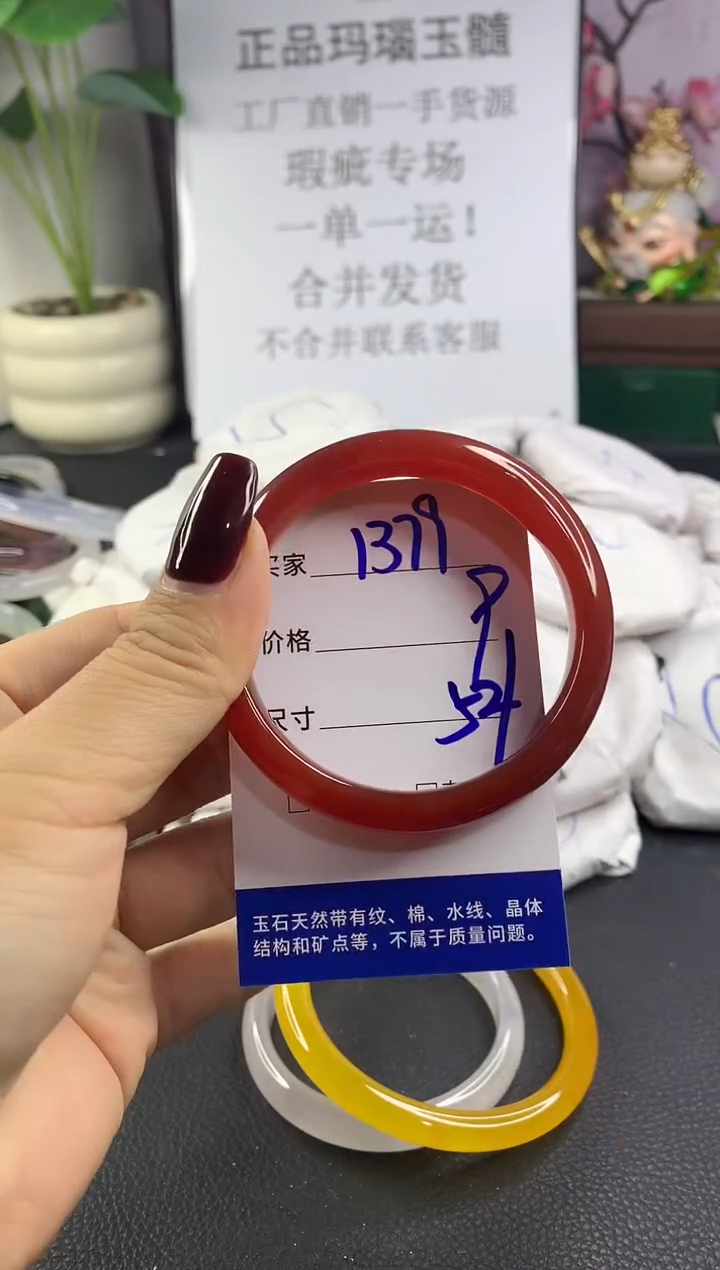 正品玛瑙玉髓
工厂直销一手货源
瑕疵专场
一单一运！
合并发货
不合并联系客服
买家 1379
价格
尺寸 54
玉石天然带有纹、棉、水线、晶体
结构和矿点等，不属于质量问题。